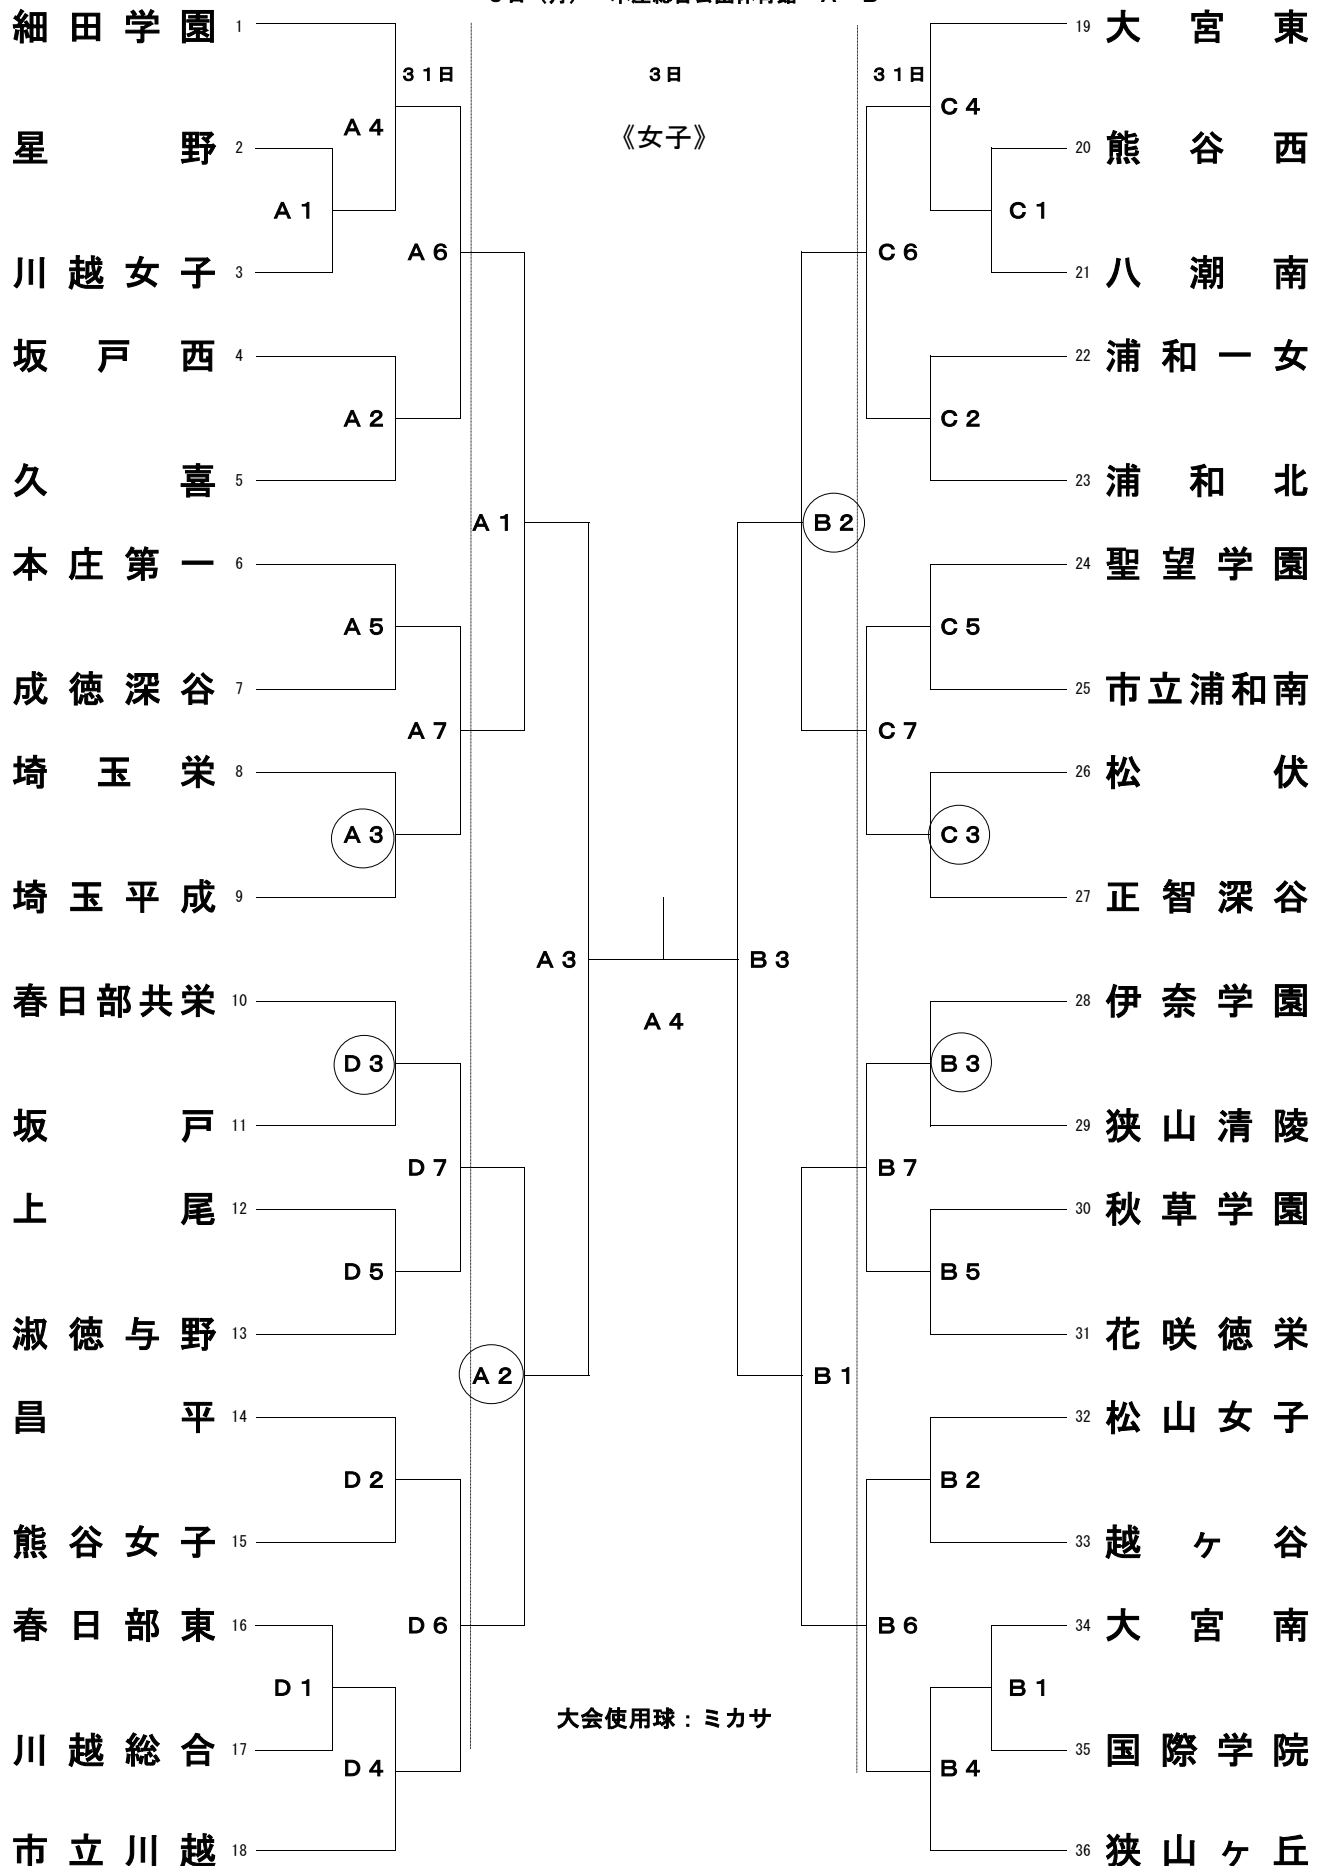 細田学園 1 19 大宮東
31日 3日 31日
C4
A4 《女子》
星野 2 20 熊谷西
A1 C1
A6 C6
川越女子 3 21 八潮南
坂戸西 4 22 浦和一女
A2 C2
久喜 5 23 浦和北
A1 B2
本庄第一 6 24 聖望学園
A5 C5
成徳深谷 7 25 市立浦和南
A7 C7
埼玉栄 8 26 松伏
A3 C3
埼玉平成 9 27 正智深谷
A3 B3
春日部共栄 10 28 伊奈学園
A4
D3 B3
坂戸 11 29 狭山清陵
D7 B7
上尾 12 30 秋草学園
D5 B5
淑徳与野 13 31 花咲徳栄
A2 B1
昌平 14 32 松山女子
D2 B2
熊谷女子 15 33 越ヶ谷
春日部東 16 D6 B6 34 大宮南
D1 B1
大会使用球：ミカサ
川越総合 17 35 国際学院
D4 B4
市立川越 18 36 狭山ヶ丘